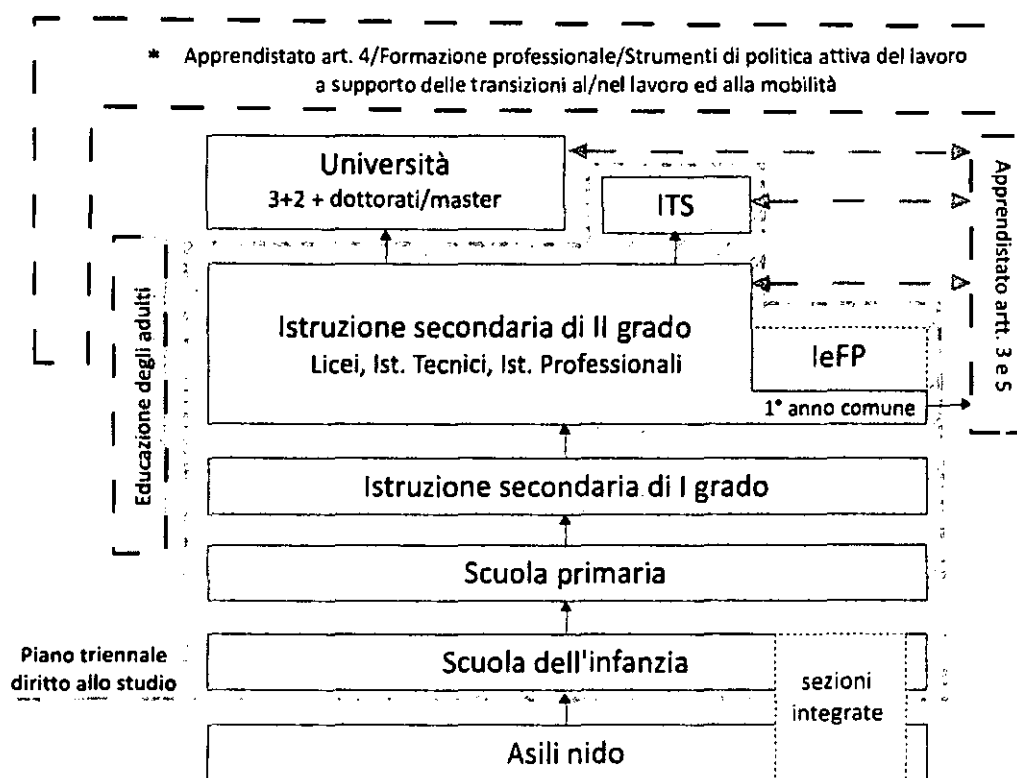 * Apprendistato art. 4/Formazione professionale/Strumenti di politica attiva del lavoro
a supporto delle transizioni al/nel lavoro ed alla mobilità
Università
3+2 + dottorati/master
ITS
Apprendistato artt. 3 e 5
Educazione degli adulti
Istruzione secondaria di II grado
Licei, Ist. Tecnici, Ist. Professionali
IeFP
1° anno comune
Istruzione secondaria di I grado
Scuola primaria
Piano triennale
diritto allo studio
Scuola dell'infanzia
sezioni
integrate
Asili nido